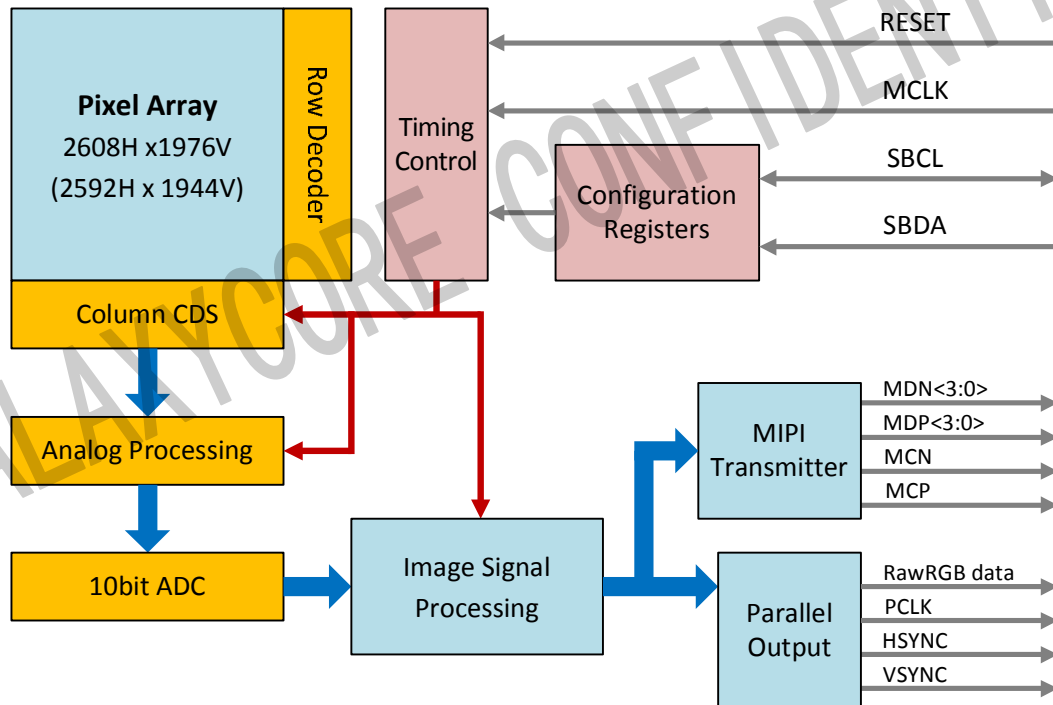 Pixel Array
2608H x1976V
(2592H x 1944V)
Row Decoder
Column CDS
Analog Processing
10bit ADC
Timing
Control
Configuration
Registers
RESET
MCLK
SBCL
SBDA
Image Signal
Processing
MIPI
Transmitter
MDN<3:0>
MDP<3:0>
MCN
MCP
Parallel
Output
RawRGB data
PCLK
HSYNC
VSYNC
ALAXYCORE CONFIDENT